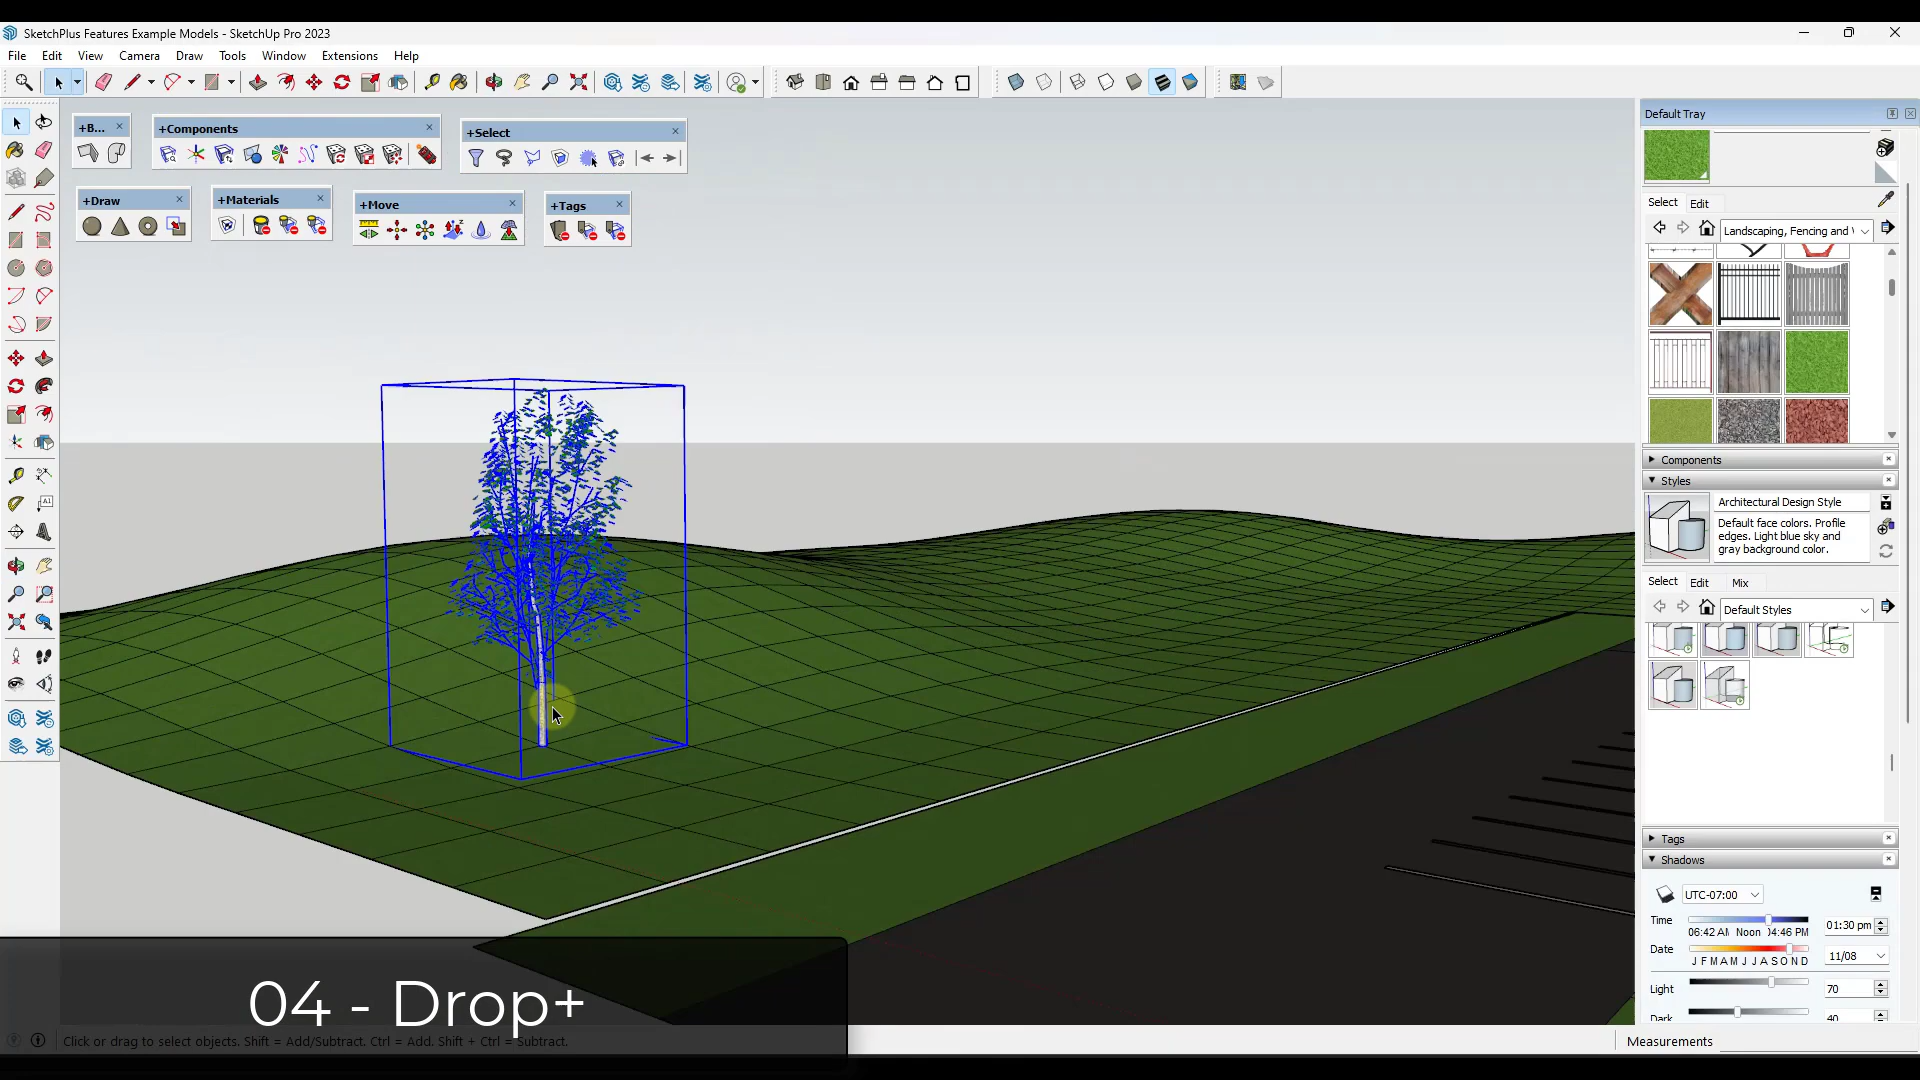 SketchPlus Features Example Models - SketchUp Pro 2023
File Edit View Camera Draw Tools Window Extensions Help
Default Tray
+B...
+Components
+Select
+Draw
+Materials
+Move
+Tags
A1
Select Edit
Landscaping, Fencing and
Components
Styles
Architectural Design Style
Default face colors. Profile
edges. Light blue sky and
gray background color.
Select Edit Mix
Default Styles
Tags
Shadows
UTC-07:00
Time
06:42 AM Noon 04:46 PM
01:30 pm
Date
J F M A M J J A S O N D
11/08
Light
70
Dark
40
04 - Drop+
Click or drag to select objects. Shift = Add/Subtract. Ctrl = Add. Shift + Ctrl = Subtract.
Measurements